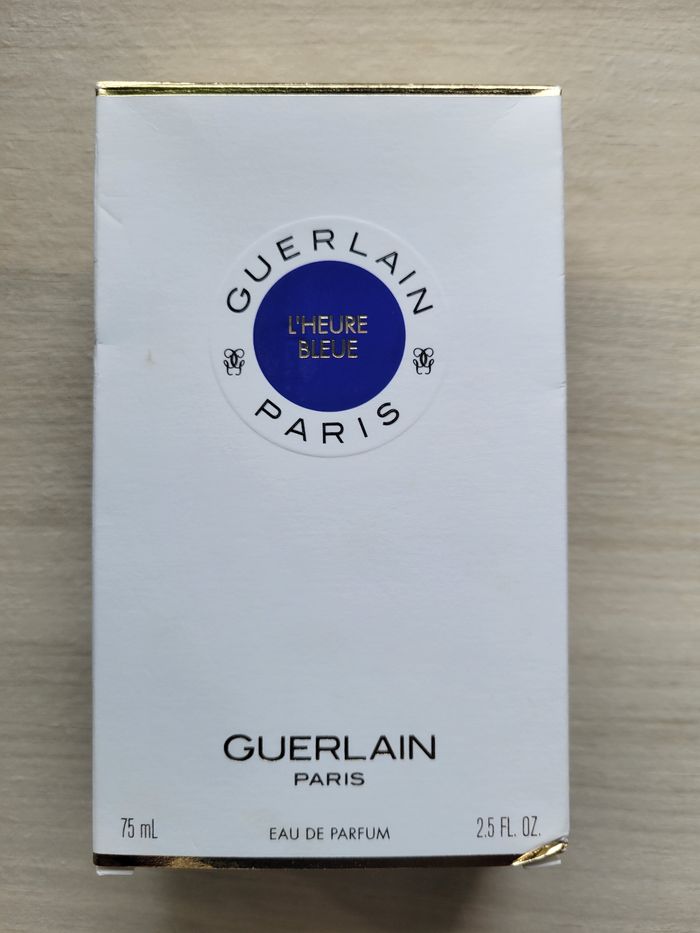 GUERLAIN
L'HEURE
BLEUE
PARIS
GUERLAIN
PARIS
75 mL
EAU DE PARFUM
2.5 FL. OZ.